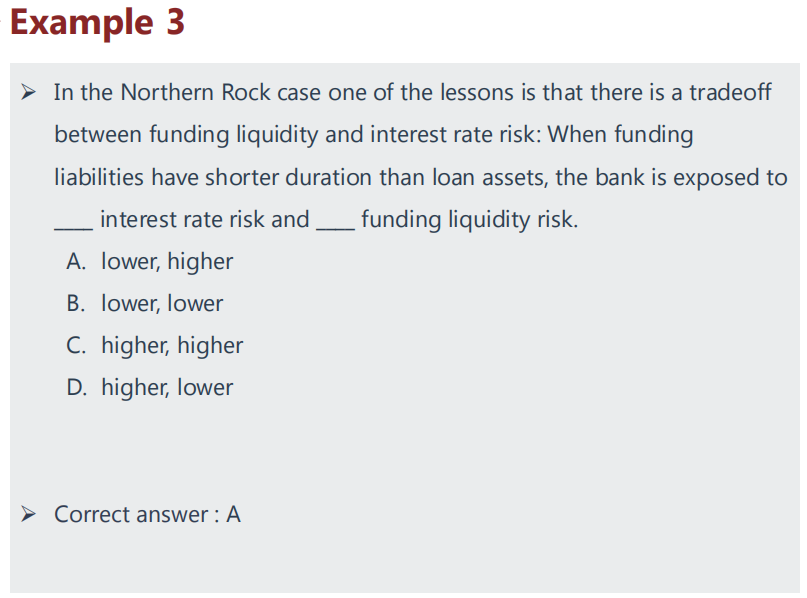 Example 3
➢ In the Northern Rock case one of the lessons is that there is a tradeoff
between funding liquidity and interest rate risk: When funding
liabilities have shorter duration than loan assets, the bank is exposed to
____ interest rate risk and ____ funding liquidity risk.
A. lower, higher
B. lower, lower
C. higher, higher
D. higher, lower
➢ Correct answer : A